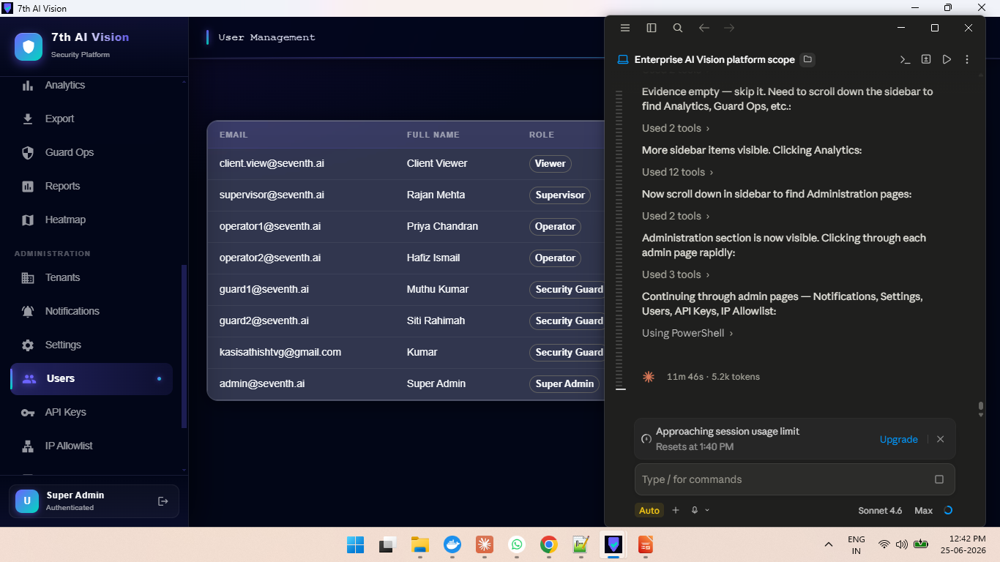 7th AI Vision
7th AI Vision
Security Platform
Analytics
Export
Guard Ops
Reports
Heatmap
ADMINISTRATION
Tenants
Notifications
Settings
Users
API Keys
IP Allowlist
U
Super Admin
Authenticated
User Management
EMAIL FULL NAME ROLE
client.view@seventh.ai Client Viewer Viewer
supervisor@seventh.ai Rajan Mehta Supervisor
operator1@seventh.ai Priya Chandran Operator
operator2@seventh.ai Hafiz Ismail Operator
guard1@seventh.ai Muthu Kumar Security Guard
guard2@seventh.ai Siti Rahimah Security Guard
kasisathishtvg@gmail.com Kumar Security Guard
admin@seventh.ai Super Admin Super Admin
Enterprise AI Vision platform scope
Evidence empty — skip it. Need to scroll down the sidebar to
find Analytics, Guard Ops, etc.:
Used 2 tools ›
More sidebar items visible. Clicking Analytics:
Used 12 tools ›
Now scroll down in sidebar to find Administration pages:
Used 2 tools ›
Administration section is now visible. Clicking through each
admin page rapidly:
Used 3 tools ›
Continuing through admin pages — Notifications, Settings,
Users, API Keys, IP Allowlist:
Using PowerShell ›
11m 46s · 5.2k tokens
Approaching session usage limit
Resets at 1:40 PM
Upgrade
Type / for commands
Auto
Sonnet 4.6 Max
ENG
IN
12:42 PM
25-06-2026